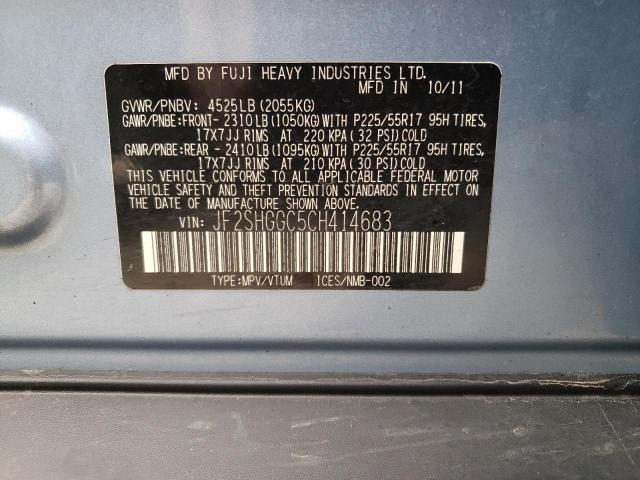 MFD BY FUJI HEAVY INDUSTRIES LTD.
MFD IN 10/11
GVWR/PNBV: 4525LB(2055KG)
GAWR/PNBE:FRONT- 2310LB(1050KG)WITH P225/55R17 95H TIRES,
17X7JJ RIMS AT 220 KPA(32 PSI)COLD
GAWR/PNBE:REAR - 2410LB(1095KG)WITH P225/55R17 95H TIRES,
17X7JJ RIMS AT 210 KPA(30 PSI)COLD
THIS VEHICLE CONFORMS TO ALL APPLICABLE FEDERAL MOTOR
VEHICLE SAFETY AND THEFT PREVENTION STANDARDS IN EFFECT ON
THE DATE OF MANUFACTURE SHOWN ABOVE.
VIN: JF2SHGGC5CH414683
TYPE:MPV/VTUM ICES/NMB-002